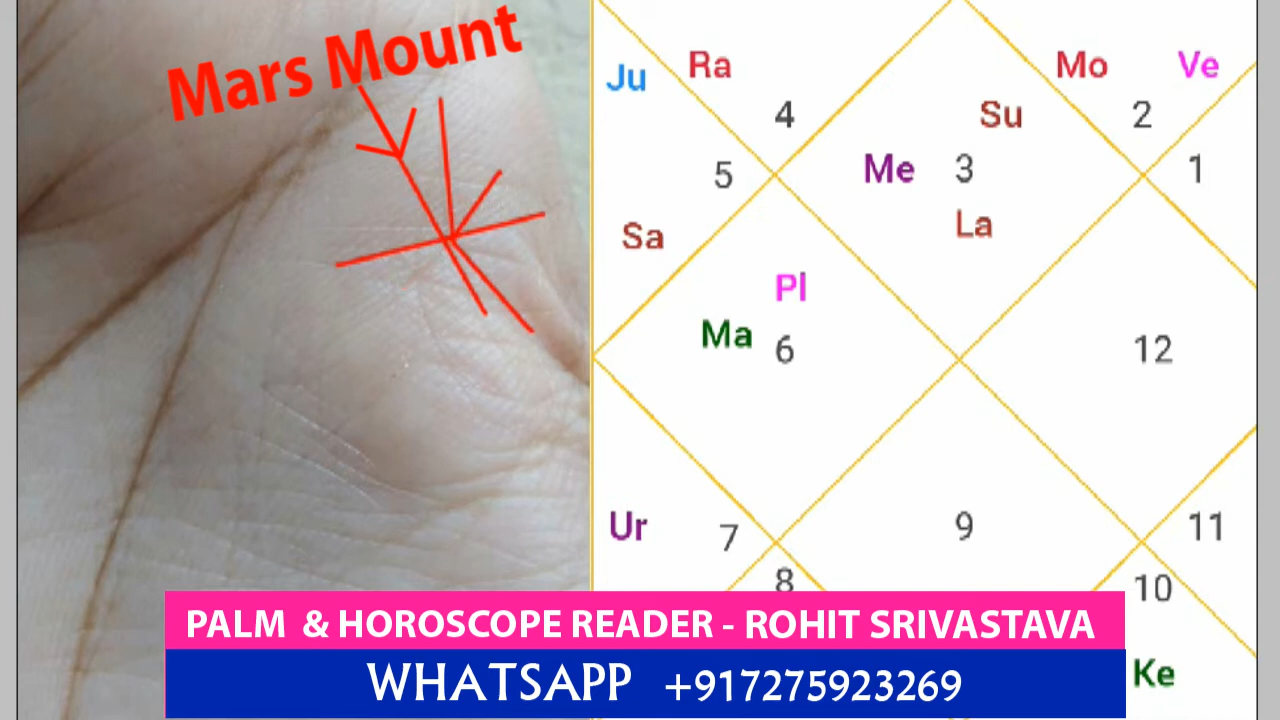 Mars Mount
Ju Ra Mo Ve
4 Su 2
5 Me 3 1
Sa La
Pl
Ma 6 12
Ur 7 9 11
8 10
PALM & HOROSCOPE READER - ROHIT SRIVASTAVA
WHATSAPP +917275923269
Ke